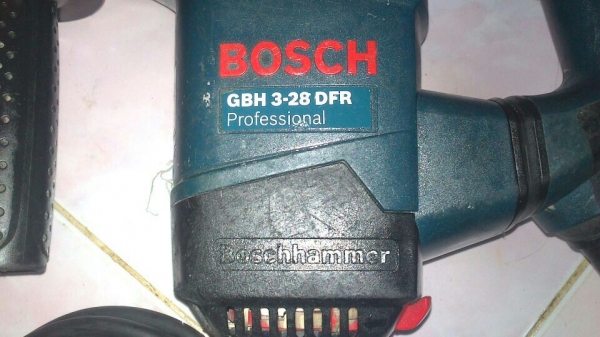 BOSCH
GBH 3-28 DFR
Professional
Boschhammer